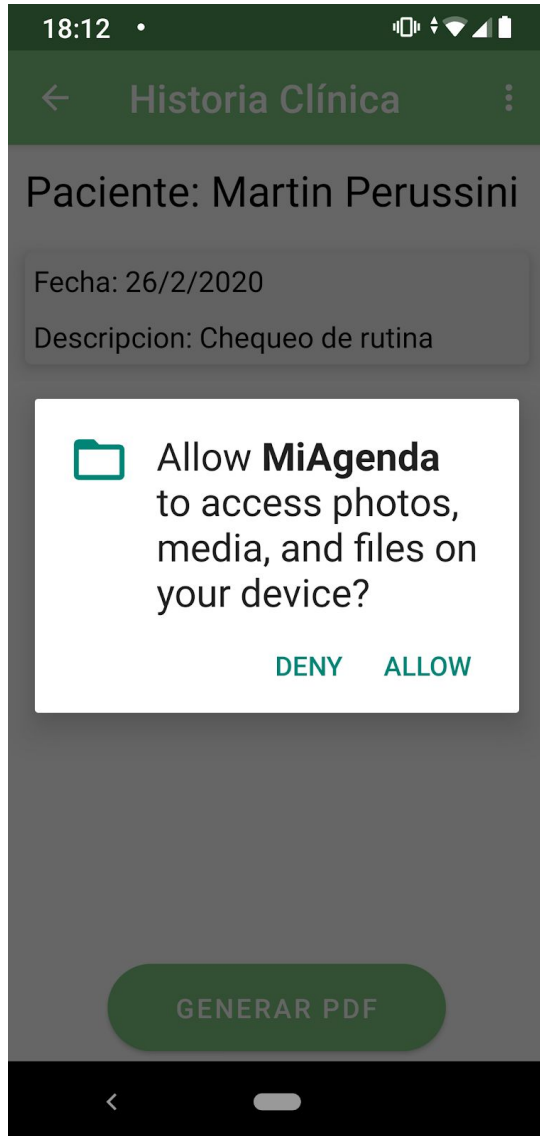 18:12
Historia Clínica
Paciente: Martin Perussini
Fecha: 26/2/2020
Descripcion: Chequeo de rutina
Allow MiAgenda
to access photos,
media, and files on
your device?
DENY ALLOW
GENERAR PDF